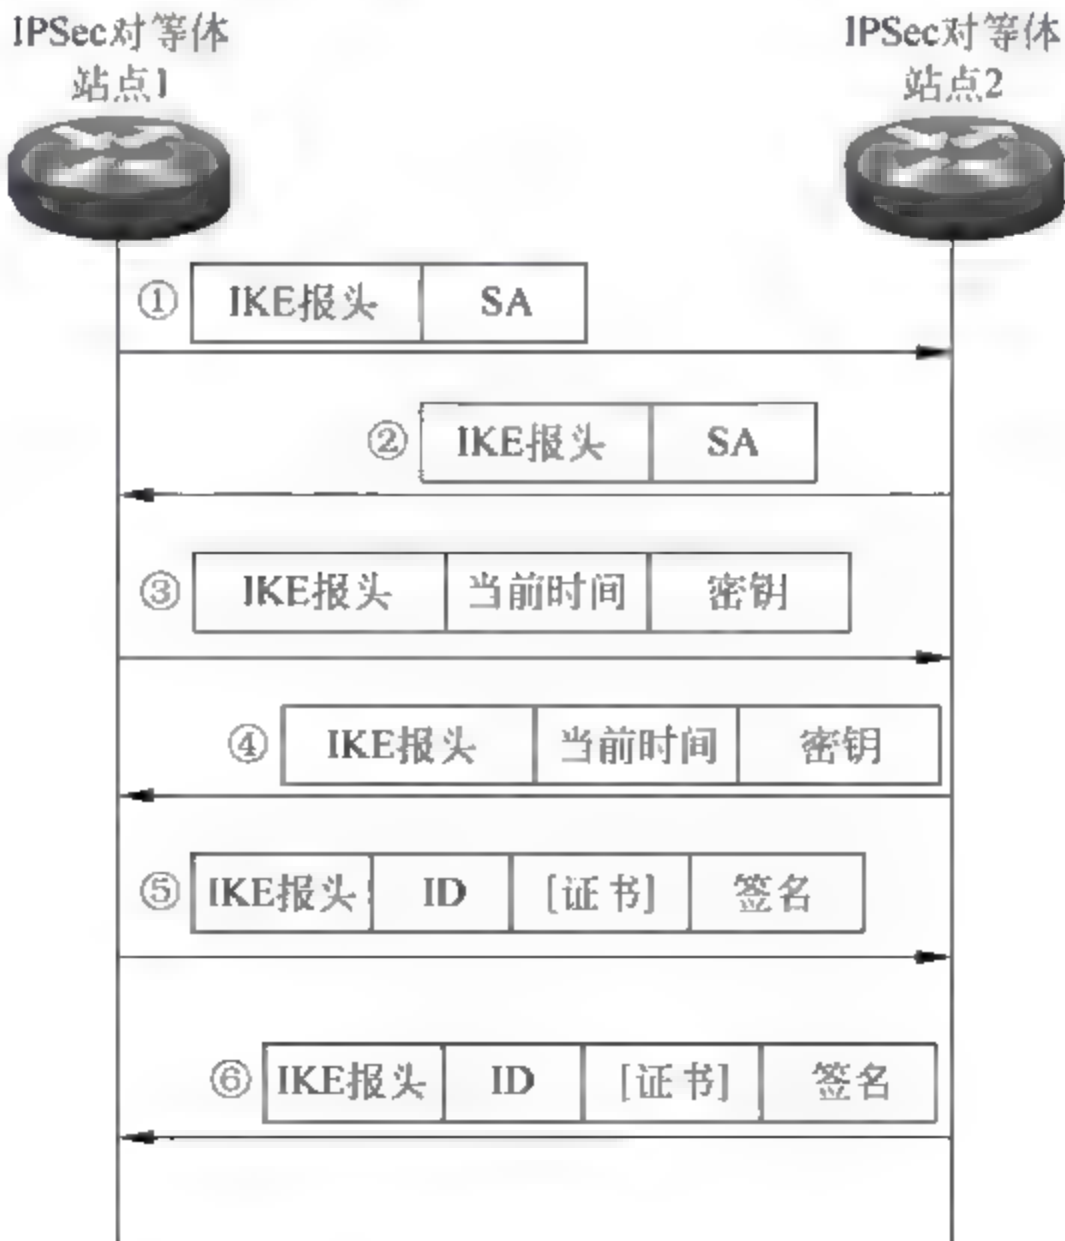 IPSec对等体
站点1
IPSec对等体
站点2
① IKE报头 SA
② IKE报头 SA
③ IKE报头 当前时间 密钥
④ IKE报头 当前时间 密钥
⑤ IKE报头 ID [证书] 签名
⑥ IKE报头 ID [证书] 签名